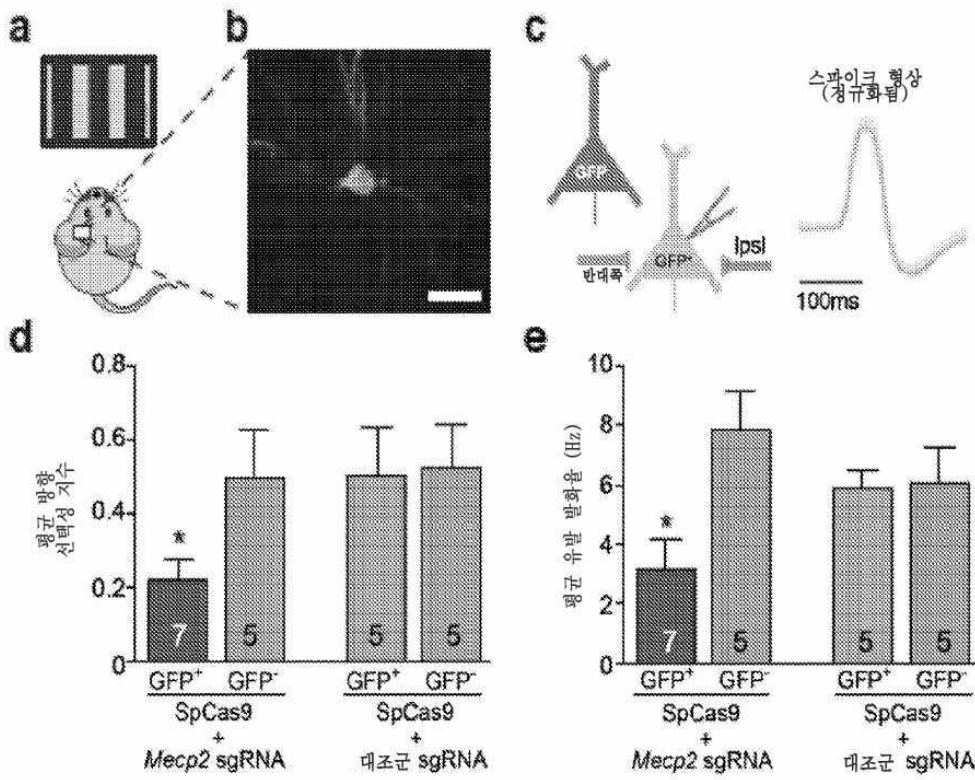 a
b
c
스파이크 형상
(정규화됨)
GFP
GFP⁺
반대쪽
Ipsl
100ms
d
평균 방향
선택성 지수
0.8
0.6
0.4
0.2
0
*
7
5
5
5
GFP⁺ GFP⁻ GFP⁺ GFP⁻
SpCas9 SpCas9
+ +
Mecp2 sgRNA 대조군 sgRNA
e
평균 유발 발화율 (Hz)
10
8
6
4
2
0
*
7
5
5
5
GFP⁺ GFP⁻ GFP⁺ GFP⁻
SpCas9 SpCas9
+ +
Mecp2 sgRNA 대조군 sgRNA